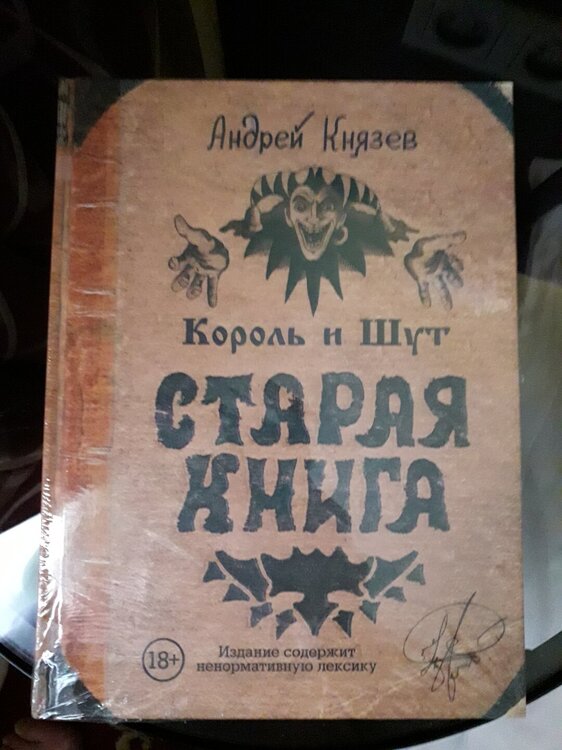 Андрей Князев
Король и Шут
СТАРАЯ
КНИГА
18+
Издание содержит
ненормативную лексику